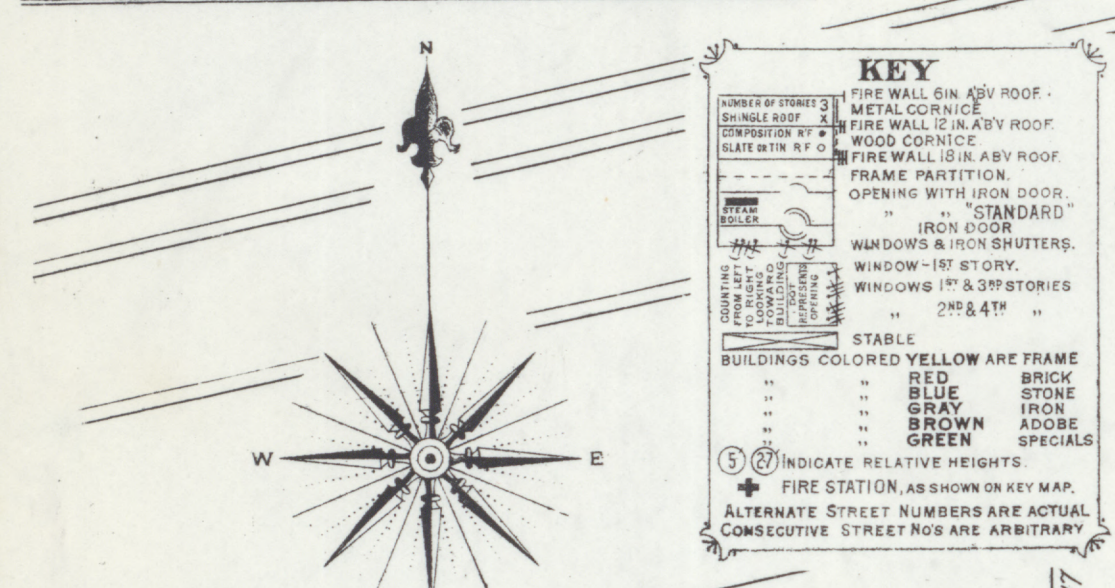 N
W
E
KEY
NUMBER OF STORIES 3
SHINGLE ROOF X
COMPOSITION R'F ●
SLATE OR TIN R F ○
STEAM
BOILER
FIRE WALL 6IN. AB'V ROOF.
METAL CORNICE
FIRE WALL 12 IN. AB'V ROOF.
WOOD CORNICE.
FIRE WALL 18 IN. ABV ROOF.
FRAME PARTITION.
OPENING WITH IRON DOOR.
„ „ "STANDARD"
IRON DOOR
WINDOWS & IRON SHUTTERS.
COUNTING
FROM LEFT
TO RIGHT
LOOKING
TOWARD
BUILDING
DOT
REPRESENTS
OPENING
WINDOW-1ST STORY.
WINDOWS 1ST & 3RD STORIES
„ 2ND & 4TH „
STABLE
BUILDINGS COLORED YELLOW ARE FRAME
„ „ RED BRICK
„ „ BLUE STONE
„ „ GRAY IRON
„ „ BROWN ADOBE
„ „ GREEN SPECIALS
5 27 INDICATE RELATIVE HEIGHTS.
FIRE STATION, AS SHOWN ON KEY MAP.
ALTERNATE STREET NUMBERS ARE ACTUAL
CONSECUTIVE STREET NO'S ARE ARBITRARY